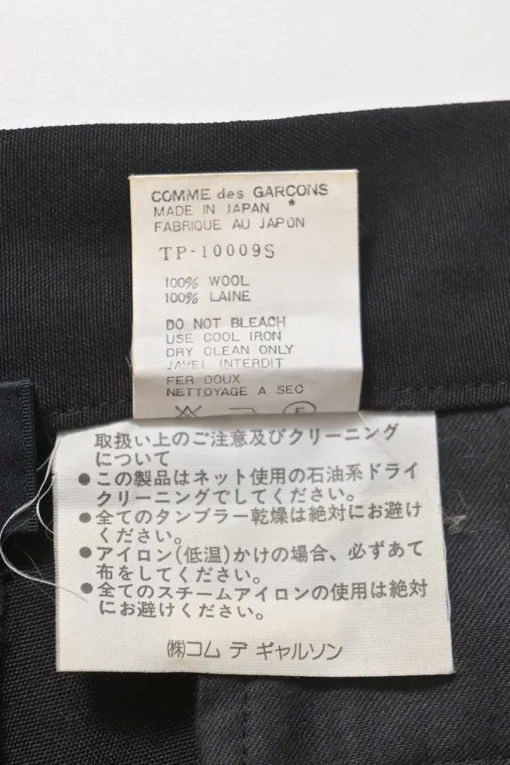 COMME des GARCONS
MADE IN JAPAN *
FABRIQUE AU JAPON
TP-10009S
100% WOOL
100% LAINE
DO NOT BLEACH
USE COOL IRON
DRY CLEAN ONLY
JAVEL INTERDIT
FER DOUX
NETTOYAGE A SEC
取扱い上のご注意及びクリーニング
について
●この製品はネット使用の石油系ドライ
クリーニングでしてください。
●全てのタンブラー乾燥は絶対にお避け
ください。
●アイロン(低温)かけの場合、必ずあて
布をしてください。
●全てのスチームアイロンの使用は絶対
にお避けください。
㈱コム デ ギャルソン